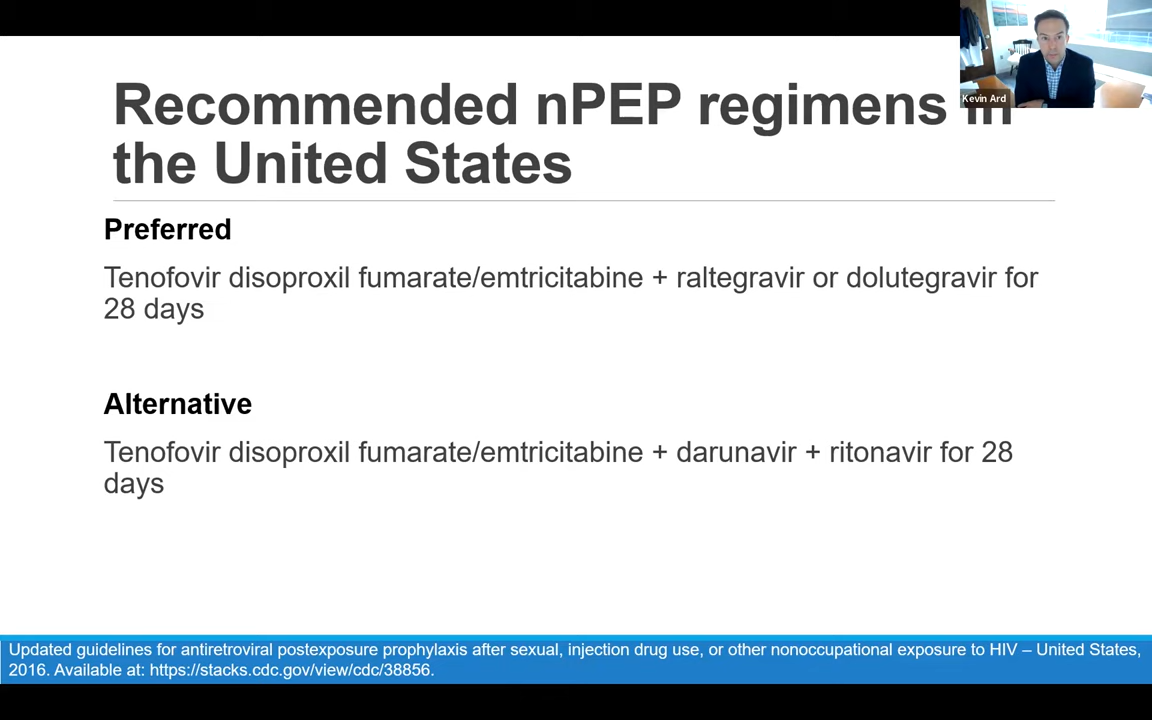 Recommended nPEP regimens in
the United States
Kevin Ard
Preferred
Tenofovir disoproxil fumarate/emtricitabine + raltegravir or dolutegravir for
28 days
Alternative
Tenofovir disoproxil fumarate/emtricitabine + darunavir + ritonavir for 28
days
Updated guidelines for antiretroviral postexposure prophylaxis after sexual, injection drug use, or other nonoccupational exposure to HIV – United States,
2016. Available at: https://stacks.cdc.gov/view/cdc/38856.